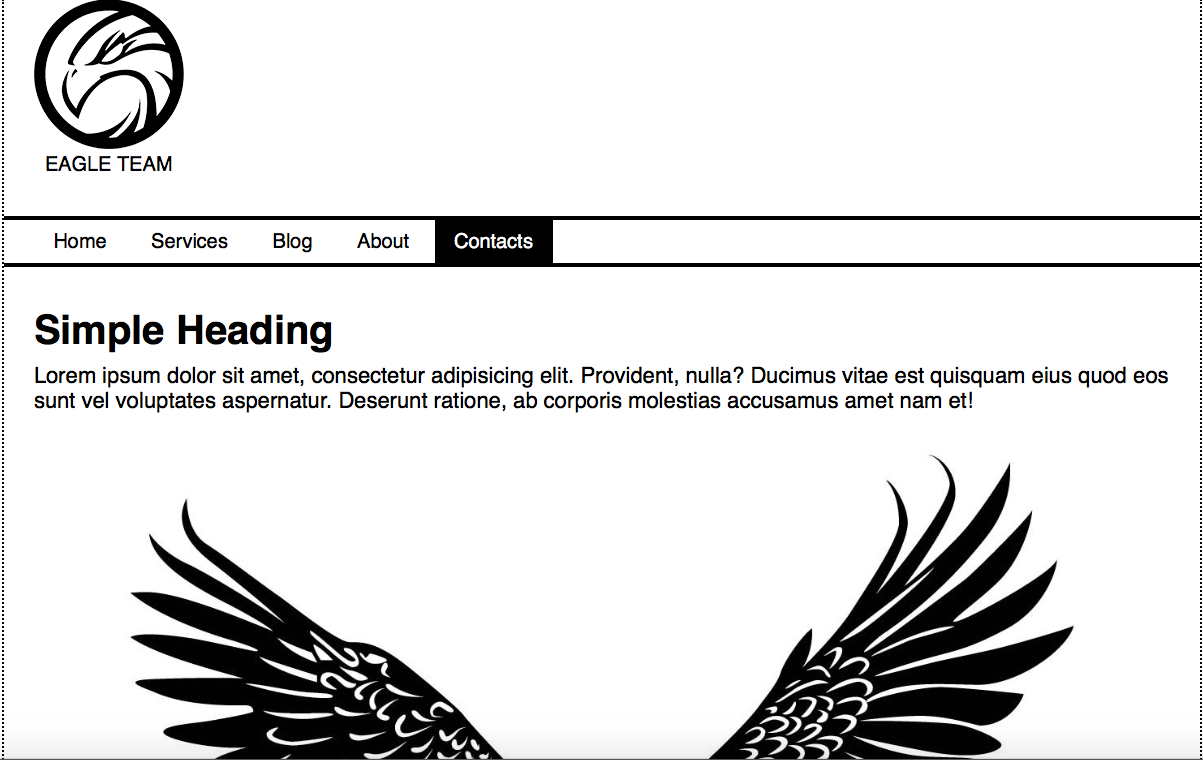 EAGLE TEAM
Home Services Blog About Contacts
Simple Heading
Lorem ipsum dolor sit amet, consectetur adipisicing elit. Provident, nulla? Ducimus vitae est quisquam eius quod eos
sunt vel voluptates aspernatur. Deserunt ratione, ab corporis molestias accusamus amet nam et!